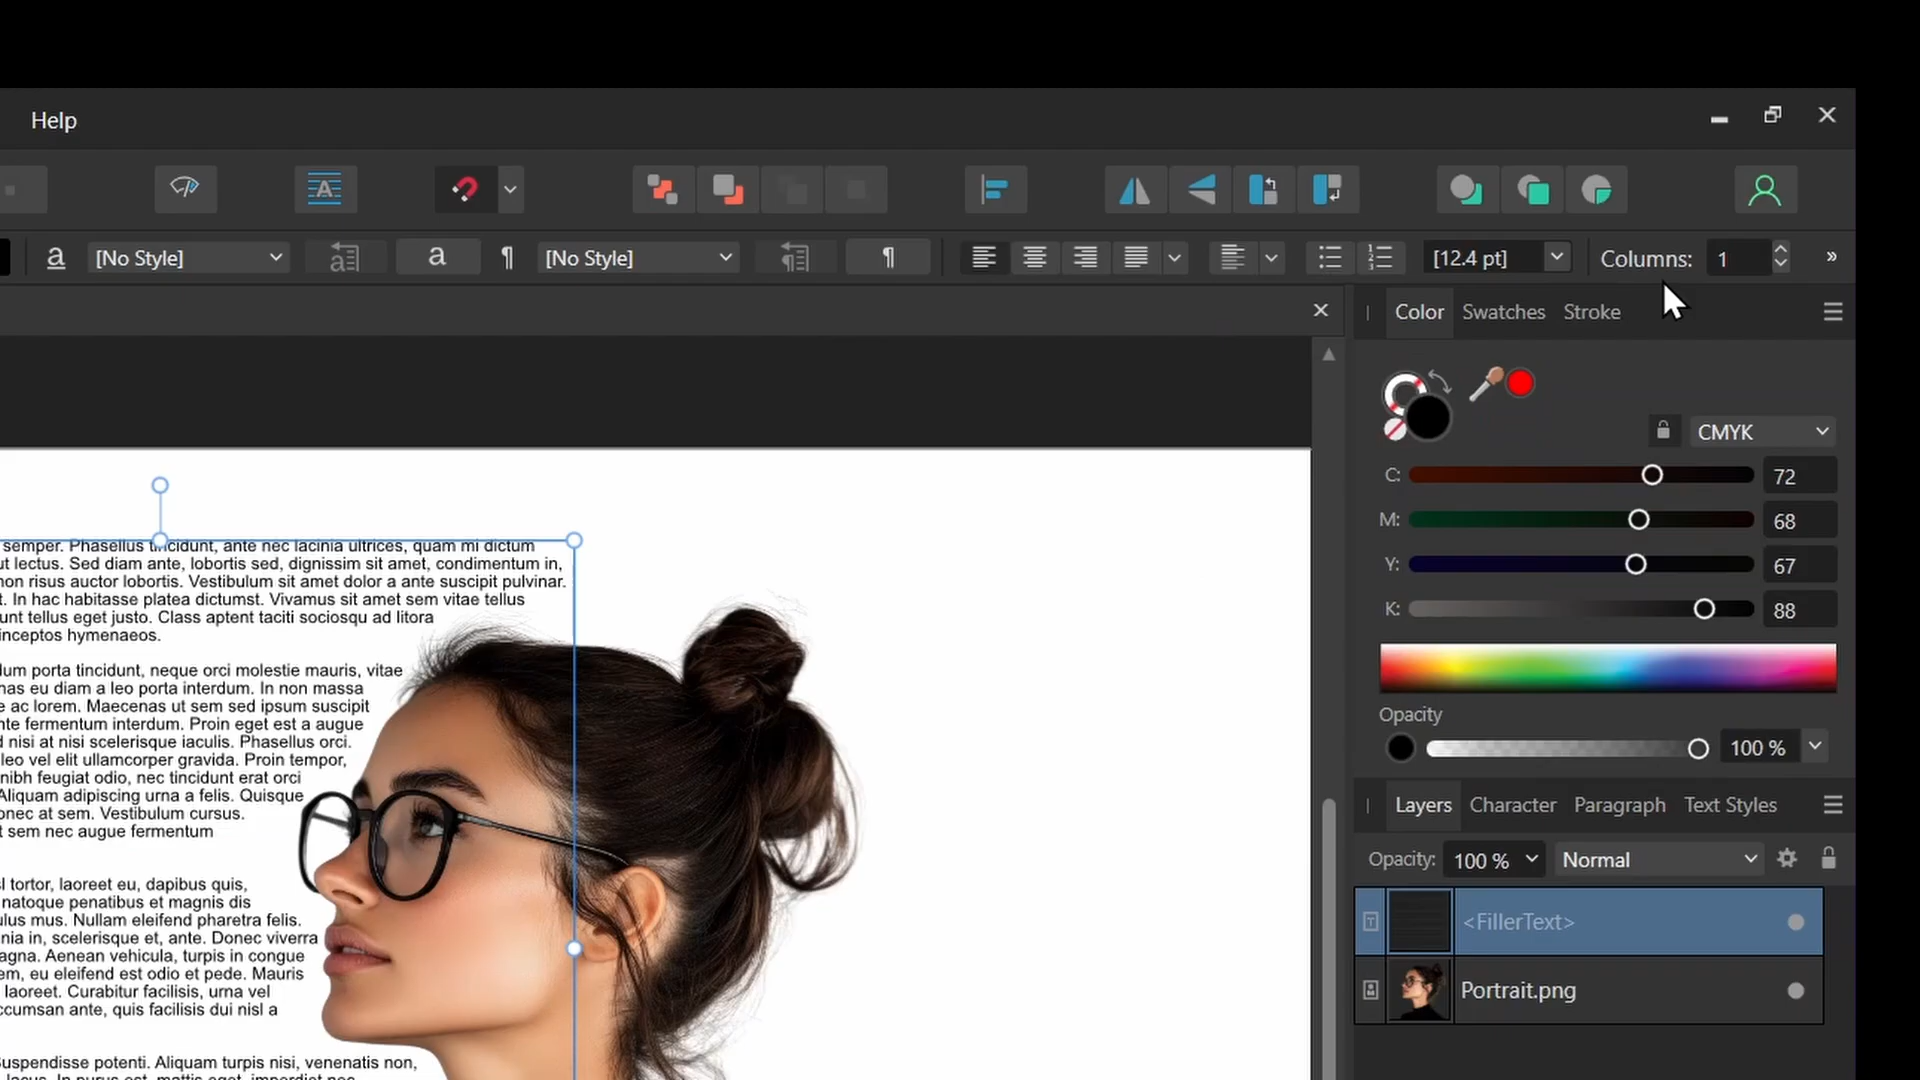 Help
a [No Style] a ¶ [No Style] ¶ [12.4 pt] Columns: 1 »
Color Swatches Stroke
CMYK
C: 72
M: 68
Y: 67
K: 88
Opacity
100 %
Layers Character Paragraph Text Styles
Opacity: 100 % Normal
<FillerText>
Portrait.png
semper. Phasellus tincidunt, ante nec lacinia ultrices, quam mi dictum
ut lectus. Sed diam ante, lobortis sed, dignissim sit amet, condimentum in,
non risus auctor lobortis. Vestibulum sit amet dolor a ante suscipit pulvinar.
t. In hac habitasse platea dictumst. Vivamus sit amet sem vitae tellus
unt tellus eget justo. Class aptent taciti sociosqu ad litora
inceptos hymenaeos.
lum porta tincidunt, neque orci molestie mauris, vitae
nas eu diam a leo porta interdum. In non massa
e ac lorem. Maecenas ut sem sed ipsum suscipit
nte fermentum interdum. Proin eget est a augue
d nisi at nisi scelerisque iaculis. Phasellus orci.
leo vel elit ullamcorper gravida. Proin tempor,
nibh feugiat odio, nec tincidunt erat orci
Aliquam adipiscing urna a felis. Quisque
onec at sem. Vestibulum cursus.
t sem nec augue fermentum
sl tortor, laoreet eu, dapibus quis,
natoque penatibus et magnis dis
ulus mus. Nullam eleifend pharetra felis.
nia in, scelerisque et, ante. Donec viverra
agna. Aenean vehicula, turpis in congue
em, eu eleifend est odio et pede. Mauris
laoreet. Curabitur facilisis, urna vel
ccumsan ante, quis facilisis dui nisl a
Suspendisse potenti. Aliquam turpis nisi, venenatis non,